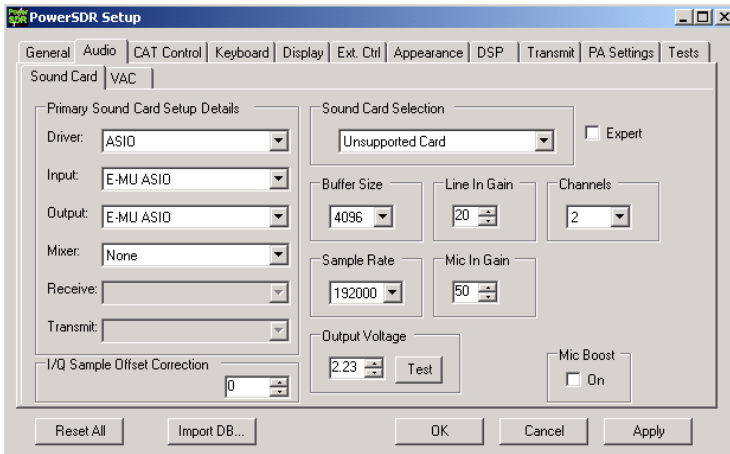 PowerSDR Setup
General Audio CAT Control Keyboard Display Ext. Ctrl Appearance DSP Transmit PA Settings Tests
Sound Card VAC
Primary Sound Card Setup Details
Driver: ASIO
Input: E-MU ASIO
Output: E-MU ASIO
Mixer: None
Receive:
Transmit:
I/Q Sample Offset Correction
0
Sound Card Selection
Unsupported Card
Expert
Buffer Size
4096
Line In Gain
20
Channels
2
Sample Rate
192000
Mic In Gain
50
Output Voltage
2.23 Test
Mic Boost
On
Reset All Import DB... OK Cancel Apply